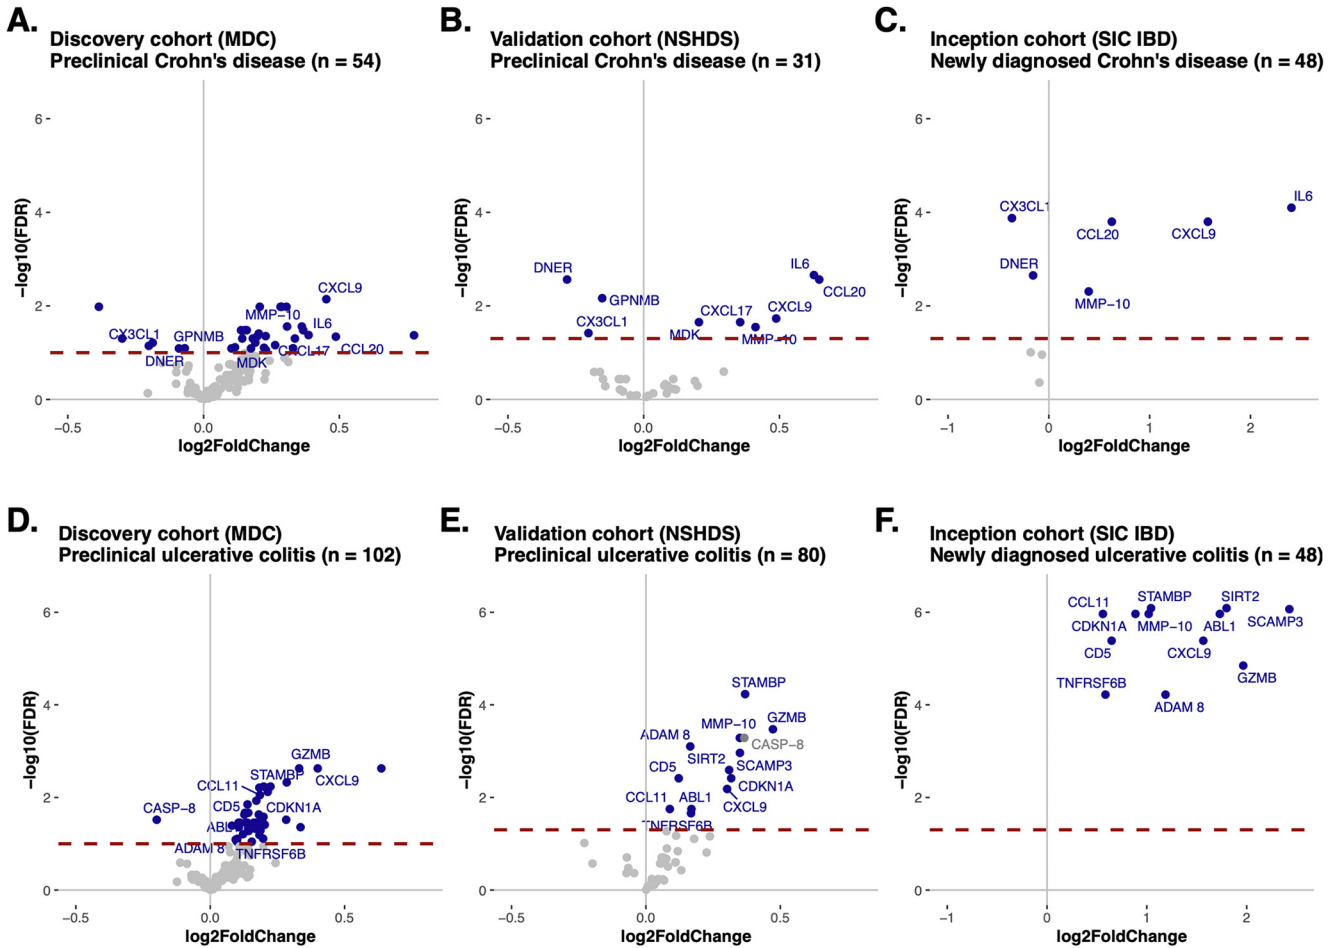 A.
Discovery cohort (MDC)
Preclinical Crohn's disease (n = 54)
6
4
2
0
−log10(FDR)
CXCL9
MMP−10
IL6
CX3CL1
GPNMB
CCL20
CXCL17
DNER
MDK
−0.5
0.0
0.5
log2FoldChange
B.
Validation cohort (NSHDS)
Preclinical Crohn's disease (n = 31)
6
4
2
0
−log10(FDR)
DNER
IL6
CCL20
GPNMB
CXCL17
CXCL9
CX3CL1
MDK
MMP−10
−0.5
0.0
0.5
log2FoldChange
C.
Inception cohort (SIC IBD)
Newly diagnosed Crohn's disease (n = 48)
6
4
2
0
−log10(FDR)
IL6
CX3CL1
CCL20
CXCL9
DNER
MMP−10
−1
0
1
2
log2FoldChange
D.
Discovery cohort (MDC)
Preclinical ulcerative colitis (n = 102)
6
4
2
0
−log10(FDR)
GZMB
STAMBP
CXCL9
CCL11
CASP−8
CD5
CDKN1A
ABL1
ADAM 8
TNFRSF6B
−0.5
0.0
0.5
log2FoldChange
E.
Validation cohort (NSHDS)
Preclinical ulcerative colitis (n = 80)
6
4
2
0
−log10(FDR)
STAMBP
GZMB
MMP−10
ADAM 8
CASP−8
SIRT2
CD5
SCAMP3
CDKN1A
CCL11
ABL1
CXCL9
TNFRSF6B
−0.5
0.0
0.5
log2FoldChange
F.
Inception cohort (SIC IBD)
Newly diagnosed ulcerative colitis (n = 48)
6
4
2
0
−log10(FDR)
CCL11
STAMBP
SIRT2
CDKN1A
MMP−10
ABL1
SCAMP3
CD5
CXCL9
TNFRSF6B
GZMB
ADAM 8
−1
0
1
2
log2FoldChange